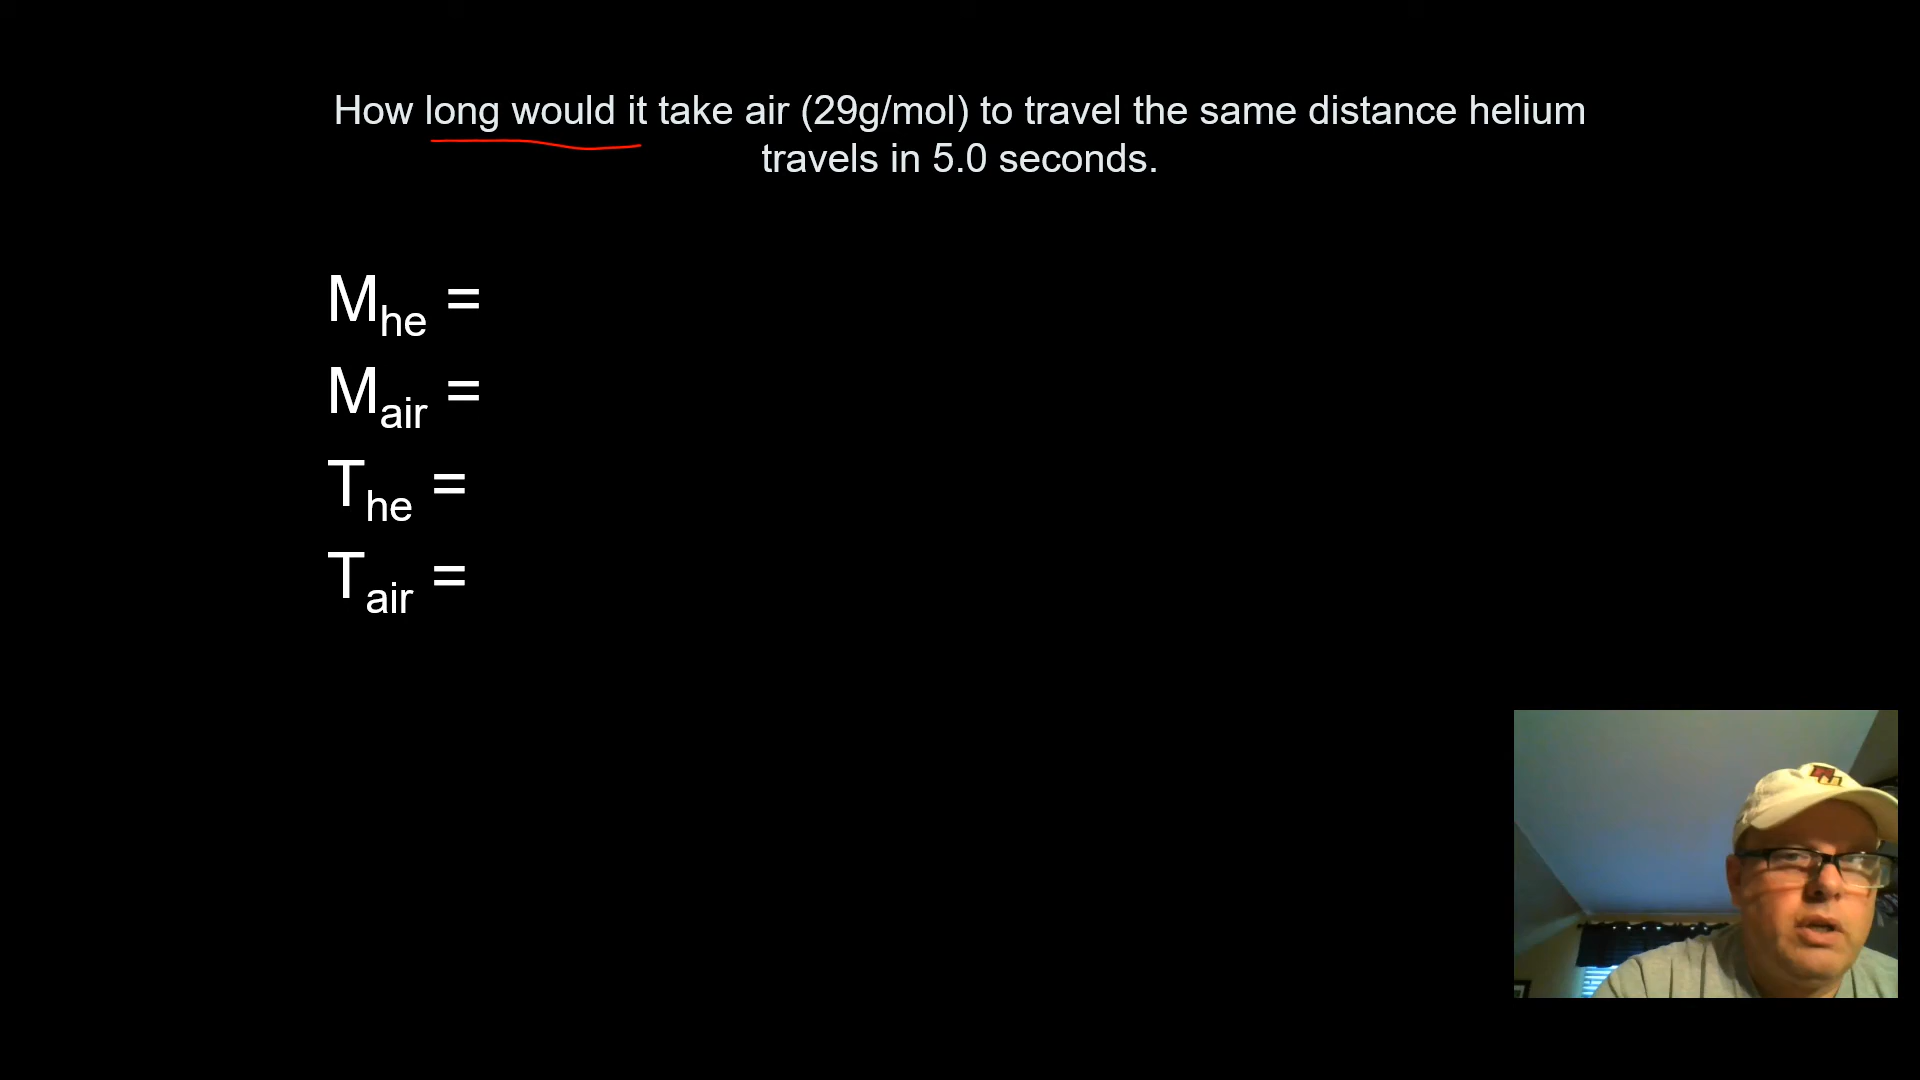 How long would it take air (29g/mol) to travel the same distance helium
travels in 5.0 seconds.
Mhe =
Mair =
The =
Tair =